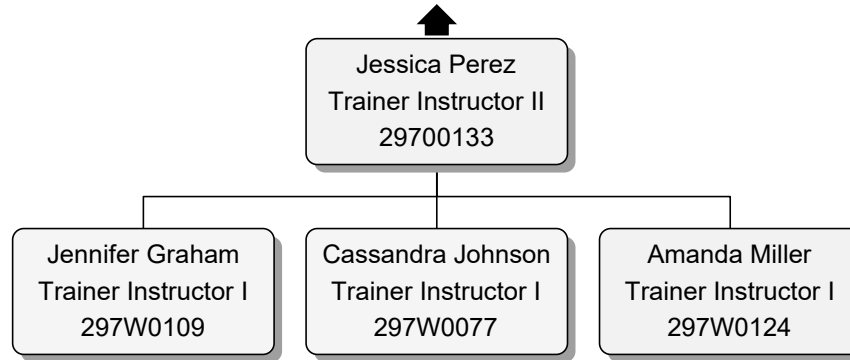 Jessica Perez
Trainer Instructor II
29700133
Jennifer Graham
Trainer Instructor I
297W0109
Cassandra Johnson
Trainer Instructor I
297W0077
Amanda Miller
Trainer Instructor I
297W0124